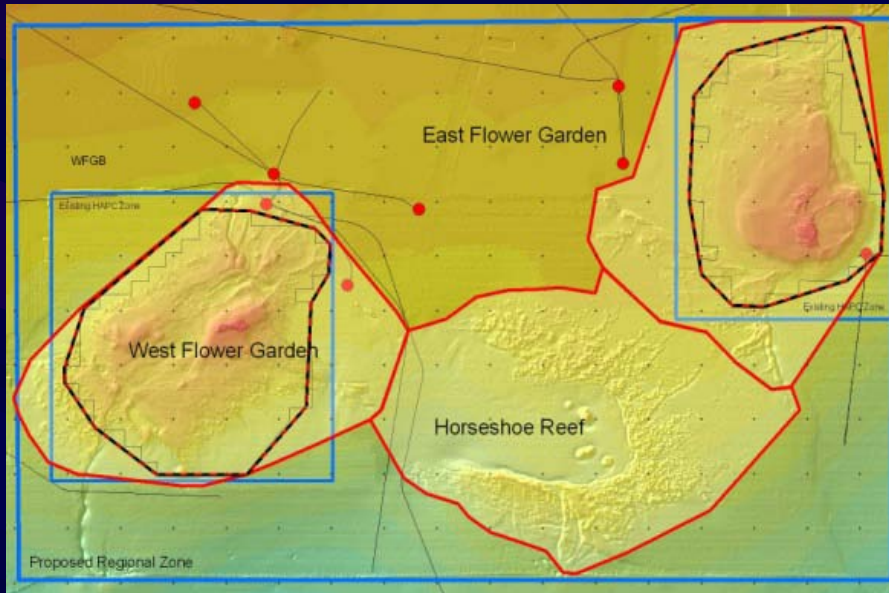 East Flower Garden
WFGB
Existing HAPC Zone
West Flower Garden
Existing HAPC Zone
Horseshoe Reef
Proposed Regional Zone